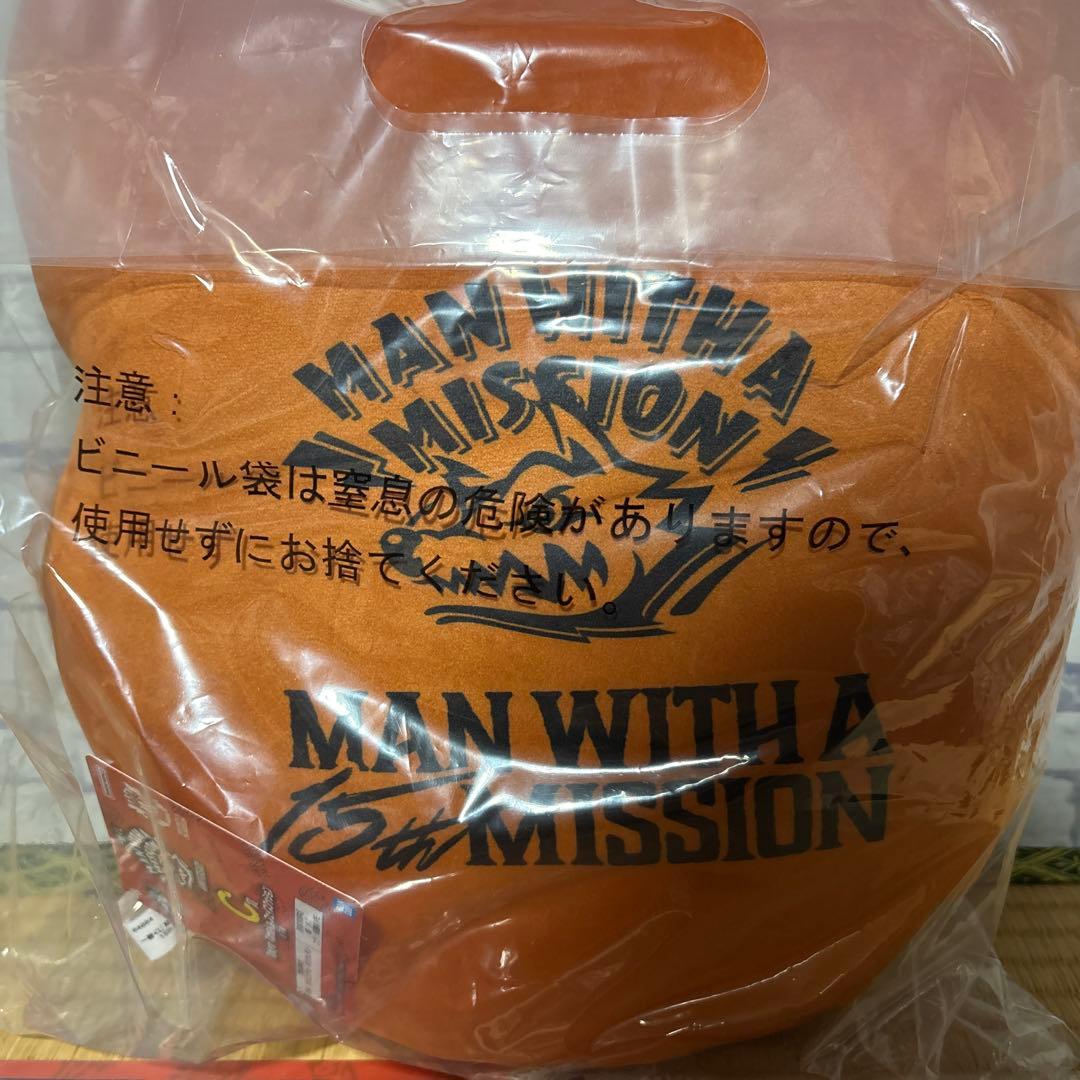 MAN WITH A
MISSION
注意：
ビニール袋は窒息の危険がありますので、
使用せずにお捨てください。
MAN WITH A
15th MISSION
C